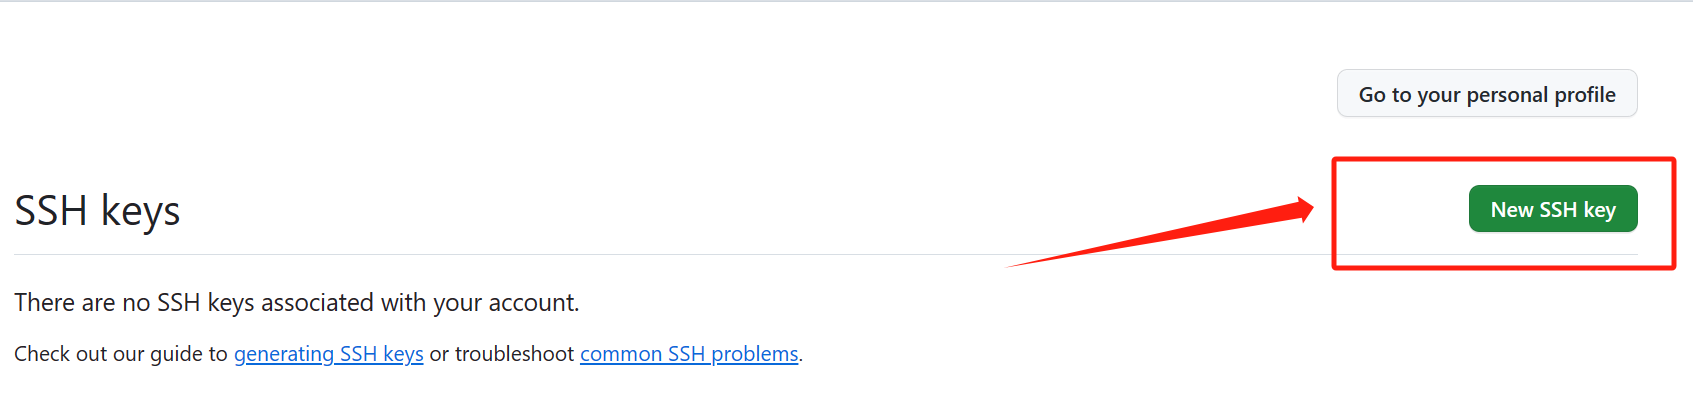 Go to your personal profile
SSH keys
New SSH key
There are no SSH keys associated with your account.
Check out our guide to generating SSH keys or troubleshoot common SSH problems.